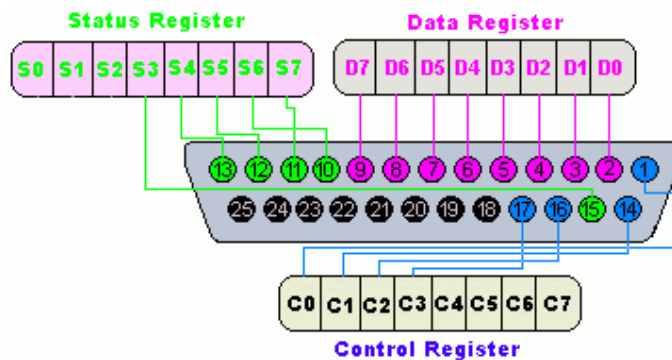 Status Register
Data Register
S0 S1 S2 S3 S4 S5 S6 S7
D7 D6 D5 D4 D3 D2 D1 D0
13 12 11 10 9 8 7 6 5 4 3 2 1
25 24 23 22 21 20 19 18 17 16 15 14
C0 C1 C2 C3 C4 C5 C6 C7
Control Register